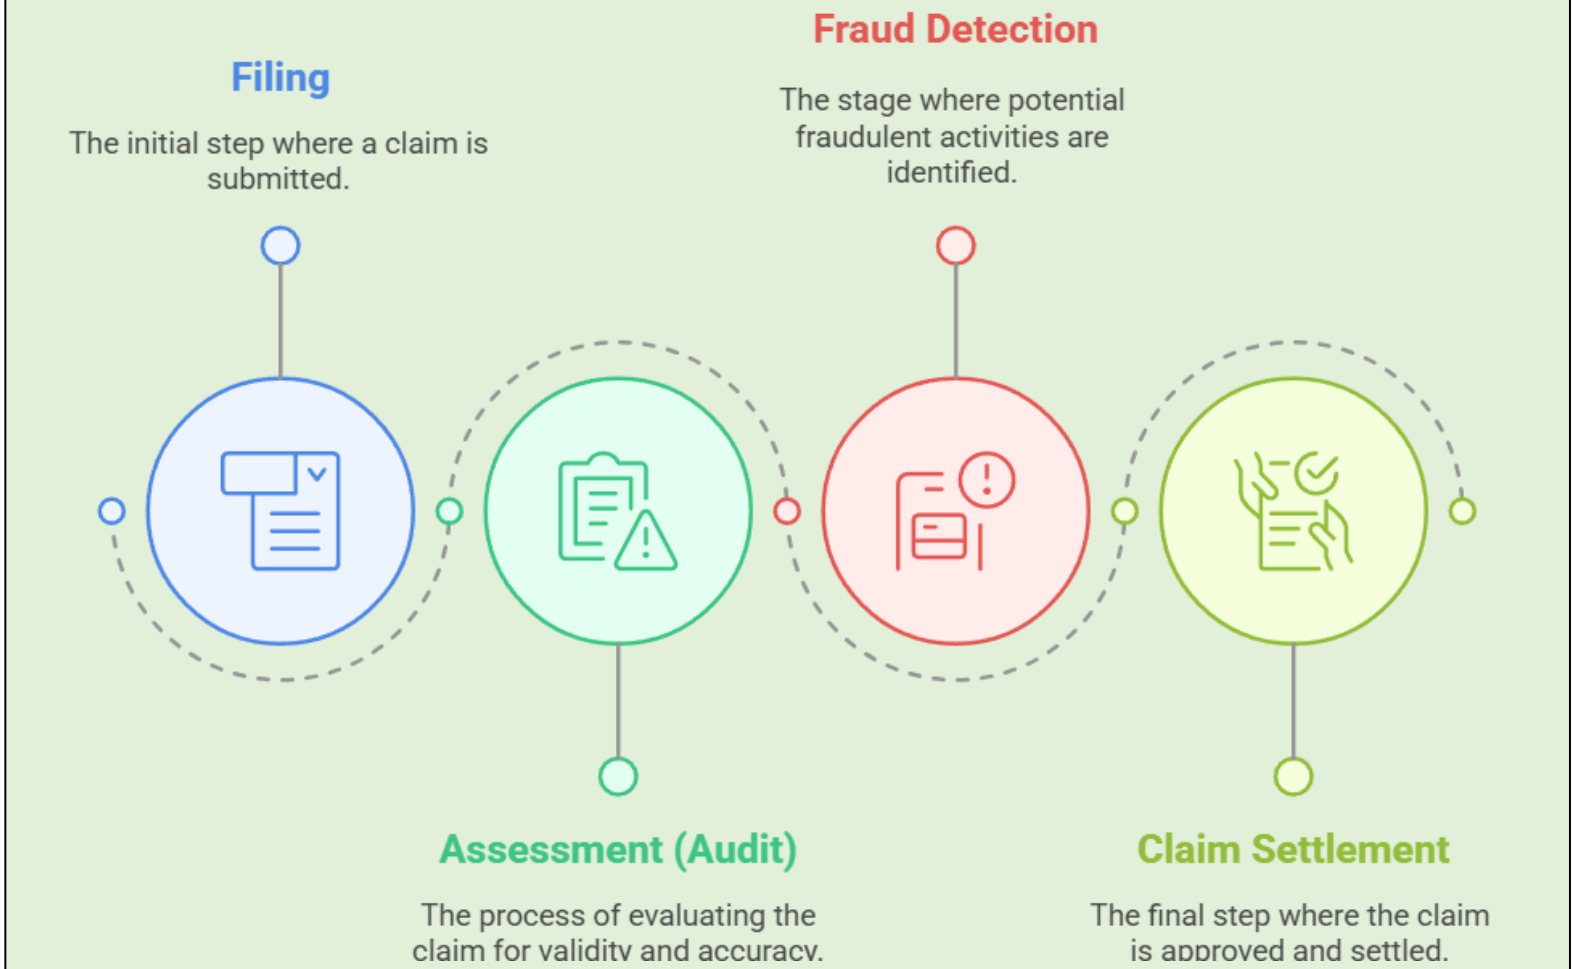 Filing
The initial step where a claim is
submitted.
Fraud Detection
The stage where potential
fraudulent activities are
identified.
Assessment (Audit)
The process of evaluating the
claim for validity and accuracy.
Claim Settlement
The final step where the claim
is approved and settled.